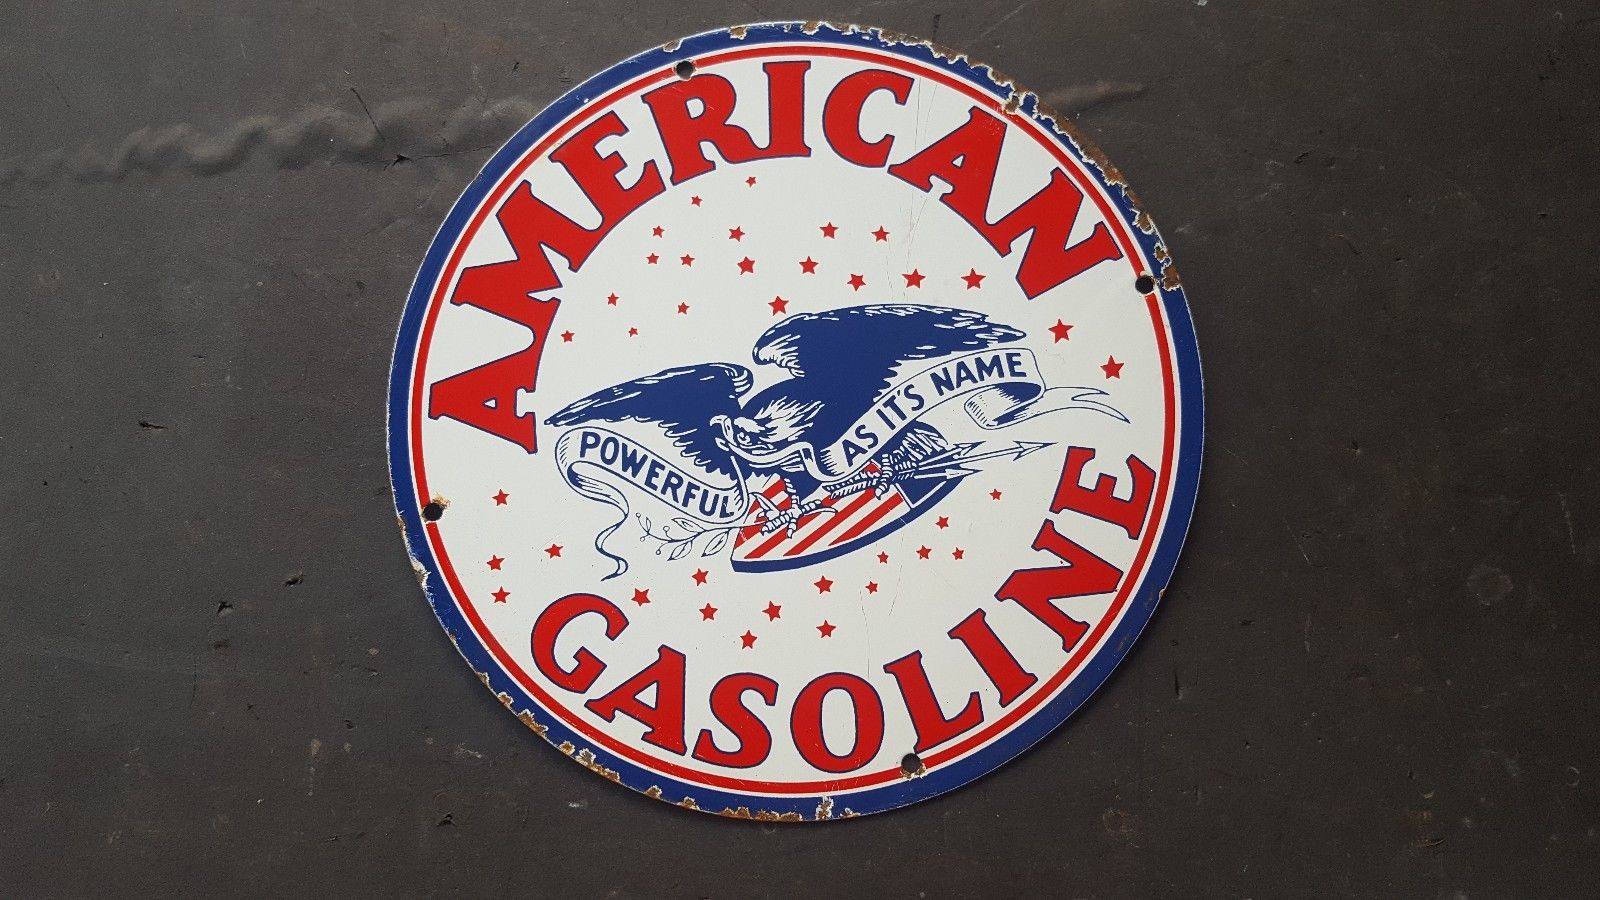 AMERICAN
POWERFUL
AS IT'S NAME
GASOLINE